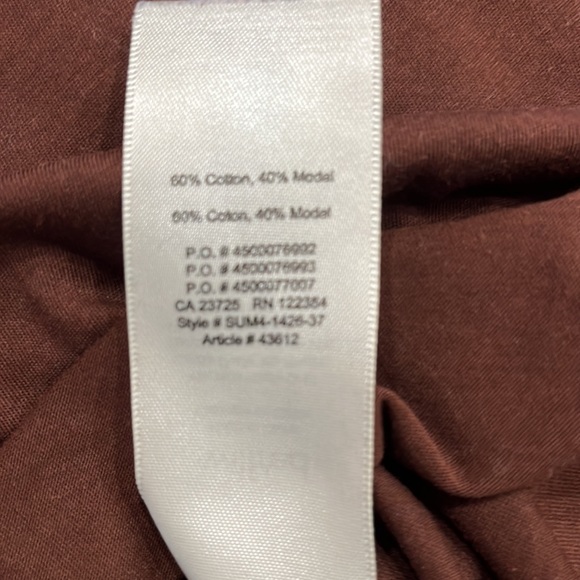 60% Cotton, 40% Modal
60% Cotton, 40% Modal
P.O. # 4500076992
P.O. # 4500076993
P.O. # 4500077007
CA 23725 RN 122354
Style # SUM4-1426-37
Article # 43612